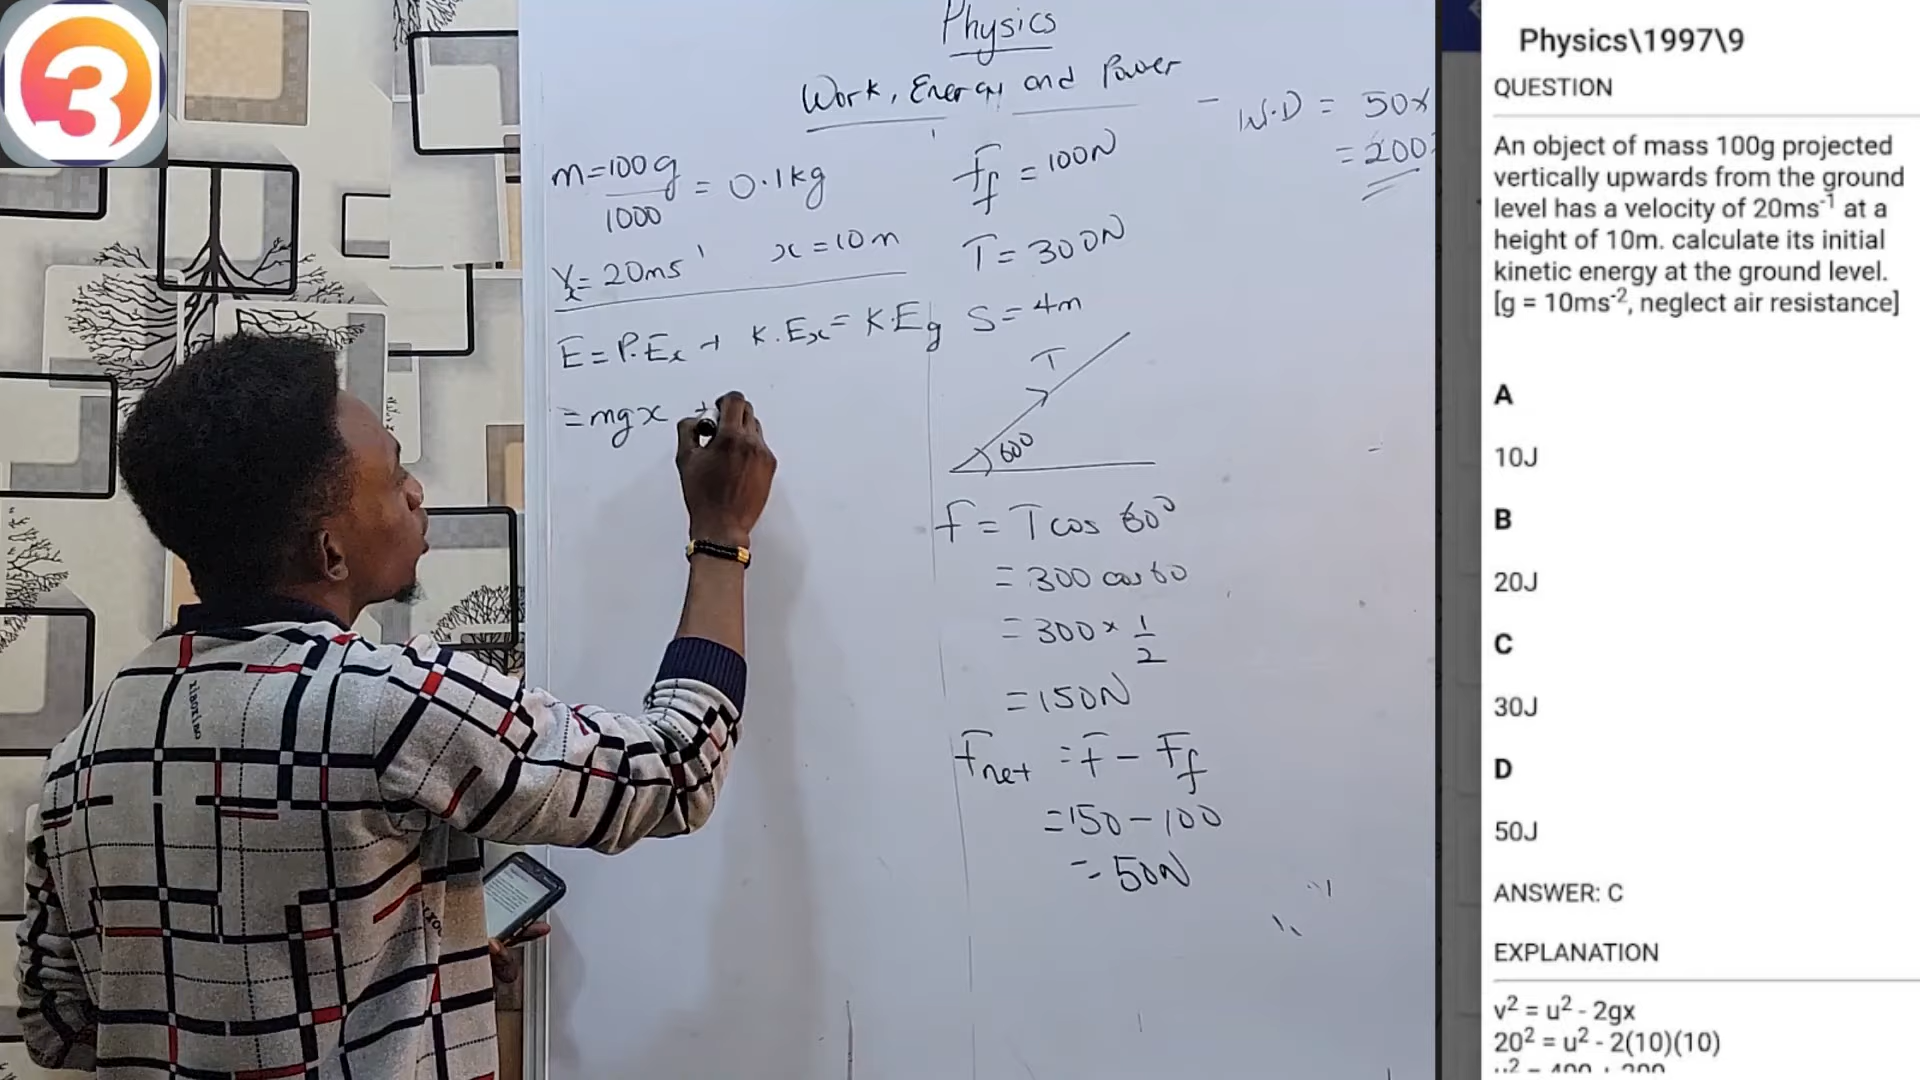 3
Physics
Work, Energy and Power
m=100g = 0.1kg
1000
Vx=20ms⁻¹ x=10m
E = P.Ex + K.Ex = K.Eg
= mgx +
Ff = 100N
T = 300N
S = 4m
T
60°
F = T cos 60°
= 300 cos 60
= 300 × 1/2
= 150N
Fnet = F - Ff
= 150 - 100
= 50N
W.D = 50x
= 200
Physics\1997\9
QUESTION
An object of mass 100g projected
vertically upwards from the ground
level has a velocity of 20ms⁻¹ at a
height of 10m. calculate its initial
kinetic energy at the ground level.
[g = 10ms⁻², neglect air resistance]
A
10J
B
20J
C
30J
D
50J
ANSWER: C
EXPLANATION
v² = u² - 2gx
20² = u² - 2(10)(10)